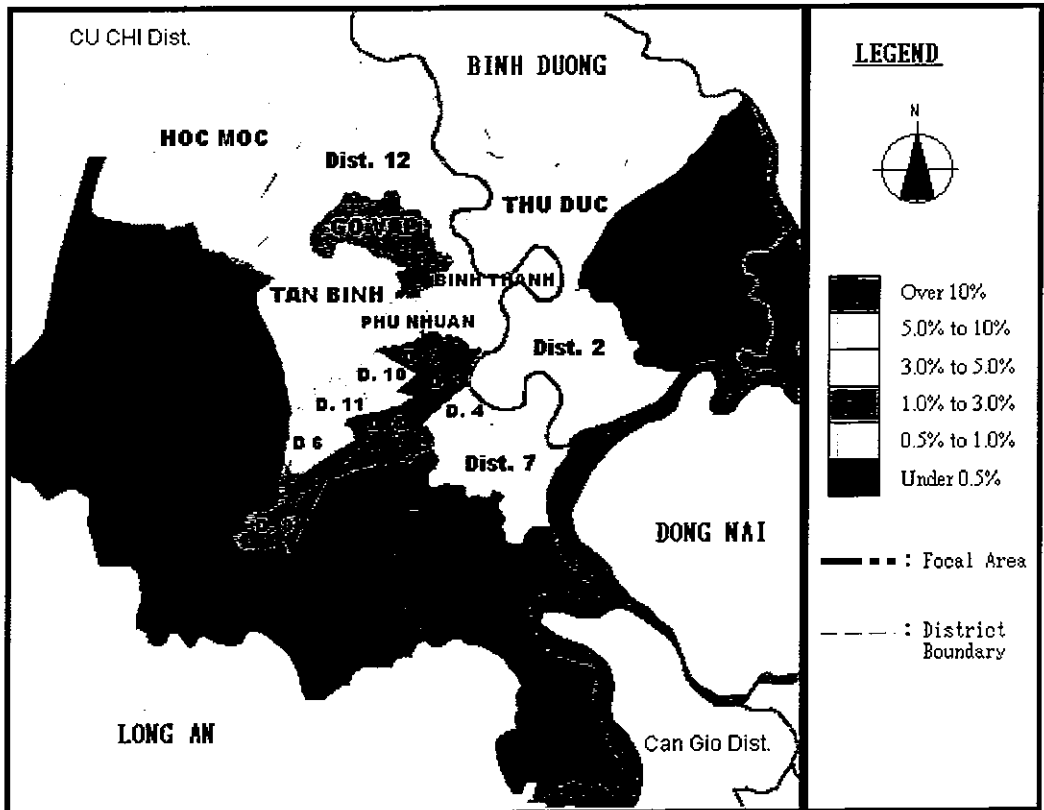 CU CHI Dist.
BINH DUONG
HOC MOC
Dist. 12
THU DUC
GO VAP
BINH THANH
TAN BINH
PHU NHUAN
Dist. 2
D. 10
D. 11
D. 4
D 6
Dist. 7
DONG NAI
LONG AN
Can Gio Dist.
LEGEND
N
Over 10%
5.0% to 10%
3.0% to 5.0%
1.0% to 3.0%
0.5% to 1.0%
Under 0.5%
: Focal Area
: District
Boundary